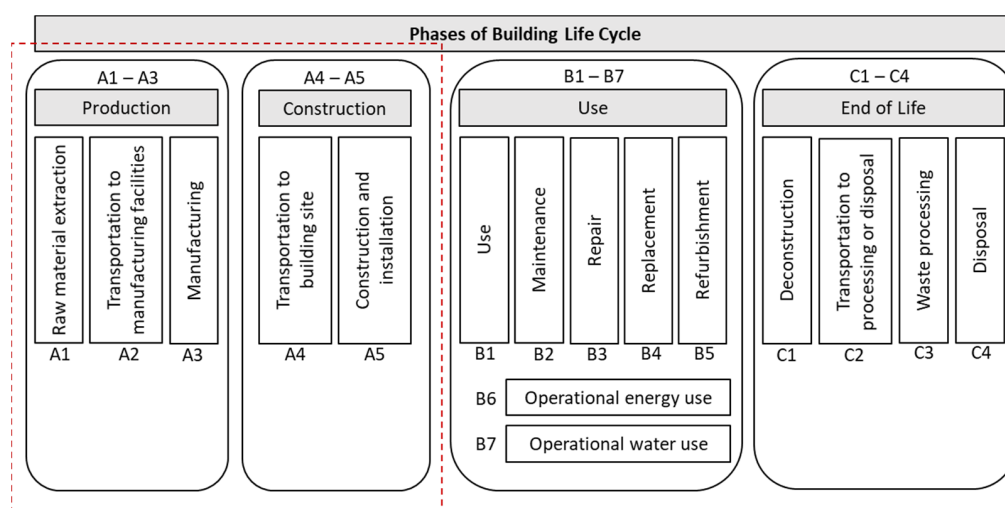 Phases of Building Life Cycle
A1 – A3
Production
Raw material extraction
Transportation to
manufacturing facilities
Manufacturing
A1
A2
A3
A4 – A5
Construction
Transportation to
building site
Construction and
installation
A4
A5
B1 – B7
Use
Use
Maintenance
Repair
Replacement
Refurbishment
B1
B2
B3
B4
B5
B6
Operational energy use
B7
Operational water use
C1 – C4
End of Life
Deconstruction
Transportation to
processing or disposal
Waste processing
Disposal
C1
C2
C3
C4